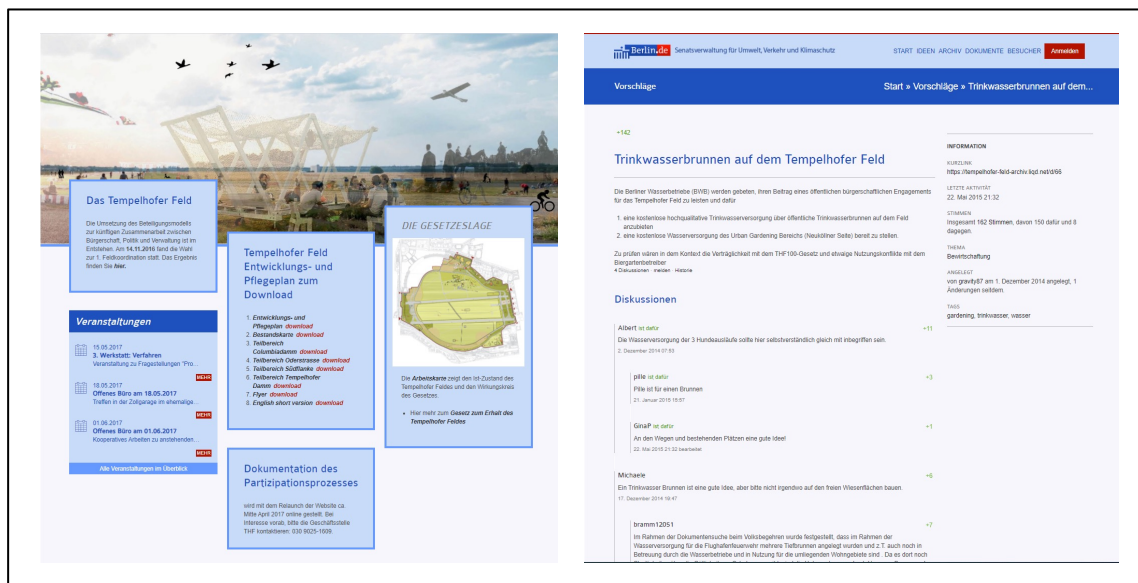 Das Tempelhofer Feld
Die Umsetzung des Beteiligungsmodells
zur künftigen Zusammenarbeit zwischen
Bürgerschaft, Politik und Verwaltung ist im
Entstehen. Am 14.11.2016 fand die Wahl
zur 1. Feldkoordination statt. Das Ergebnis
finden Sie hier.
Veranstaltungen
15.05.2017
3. Werkstatt: Verfahren
Veranstaltung zu Fragestellungen "Pro...
MEHR
18.05.2017
Offenes Büro am 18.05.2017
Treffen in der Zollgarage im ehemalige...
MEHR
01.06.2017
Offenes Büro am 01.06.2017
Kooperatives Arbeiten zu anstehenden...
MEHR
Alle Veranstaltungen im Überblick
Tempelhofer Feld
Entwicklungs- und
Pflegeplan zum
Download
1. Entwicklungs- und
Pflegeplan download
2. Bestandskarte download
3. Teilbereich
Columbiadamm download
4. Teilbereich Oderstrasse download
5. Teilbereich Südflanke download
6. Teilbereich Tempelhofer
Damm download
7. Flyer download
8. English short version download
Dokumentation des
Partizipationsprozesses
wird mit dem Relaunch der Website ca.
Mitte April 2017 online gestellt. Bei
Interesse vorab, bitte die Geschäftsstelle
THF kontaktieren: 030 9025-1609.
DIE GESETZESLAGE
Die Arbeitskarte zeigt den Ist-Zustand des
Tempelhofer Feldes und den Wirkungskreis
des Gesetzes.
• Hier mehr zum Gesetz zum Erhalt des
Tempelhofer Feldes
Berlin.de Senatsverwaltung für Umwelt, Verkehr und Klimaschutz
START IDEEN ARCHIV DOKUMENTE BESUCHER Anmelden
Vorschläge
Start » Vorschläge » Trinkwasserbrunnen auf dem...
+142
Trinkwasserbrunnen auf dem Tempelhofer Feld
Die Berliner Wasserbetriebe (BWB) werden gebeten, ihren Beitrag eines öffentlichen bürgerschaftlichen Engagements
für das Tempelhofer Feld zu leisten und dafür
1. eine kostenlose hochqualitative Trinkwasserversorgung über öffentliche Trinkwasserbrunnen auf dem Feld
anzubieten
2. eine kostenlose Wasserversorgung des Urban Gardening Bereichs (Neuköllner Seite) bereit zu stellen.
Zu prüfen wären in dem Kontext die Verträglichkeit mit dem THF100-Gesetz und etwaige Nutzungskonflikte mit dem
Biergartenbetreiber
4 Diskussionen · melden · Historie
Diskussionen
Albert ist dafür +11
Die Wasserversorgung der 3 Hundeausläufe sollte hier selbstverständlich gleich mit inbegriffen sein.
2. Dezember 2014 07:53
pille ist dafür +3
Pille ist für einen Brunnen
21. Januar 2015 15:57
GinaP ist dafür +1
An den Wegen und bestehenden Plätzen eine gute Idee!
22. Mai 2015 21:32 bearbeitet
Michaele +6
Ein Trinkwasser Brunnen ist eine gute Idee, aber bitte nicht irgendwo auf den freien Wiesenflächen bauen.
17. Dezember 2014 16:47
bramm12051 +7
Im Rahmen der Dokumentensuche beim Volksbegehren wurde festgestellt, dass im Rahmen der
Wasserversorgung für die Flughafenfeuerwehr mehrere Tiefbrunnen angelegt wurden und z.T. auch noch in
Betreuung durch die Wasserbetriebe und in Nutzung für die umliegenden Wohngebiete sind . Da es dort noch
INFORMATION
KURZLINK
https://tempelhofer-feld-archiv.liqd.net/d/66
LETZTE AKTIVITÄT
22. Mai 2015 21:32
STIMMEN
Insgesamt 162 Stimmen, davon 150 dafür und 8
dagegen.
THEMA
Bewirtschaftung
ANGELEGT
von gravity87 am 1. Dezember 2014 angelegt, 1
Änderungen seitdem.
TAGS
gardening, trinkwasser, wasser